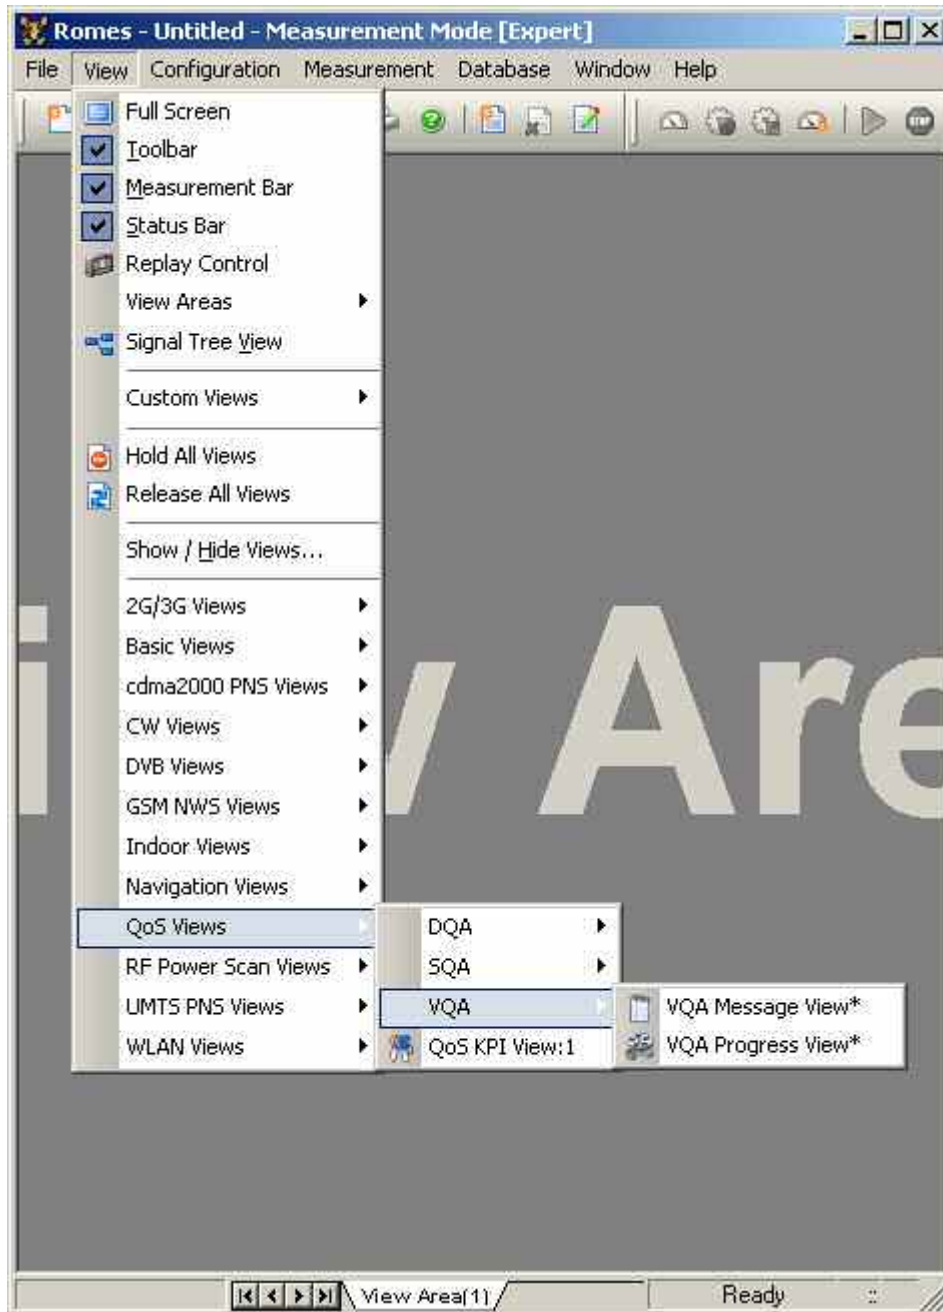 Romes - Untitled - Measurement Mode [Expert]
File View Configuration Measurement Database Window Help
Full Screen
Toolbar
Measurement Bar
Status Bar
Replay Control
View Areas
Signal Tree View
Custom Views
Hold All Views
Release All Views
Show / Hide Views...
2G/3G Views
Basic Views
cdma2000 PNS Views
CW Views
DVB Views
GSM NWS Views
Indoor Views
Navigation Views
QoS Views
RF Power Scan Views
UMTS PNS Views
WLAN Views
DQA
SQA
VQA
QoS KPI View:1
VQA Message View*
VQA Progress View*
i w Are
View Area(1)
Ready ::